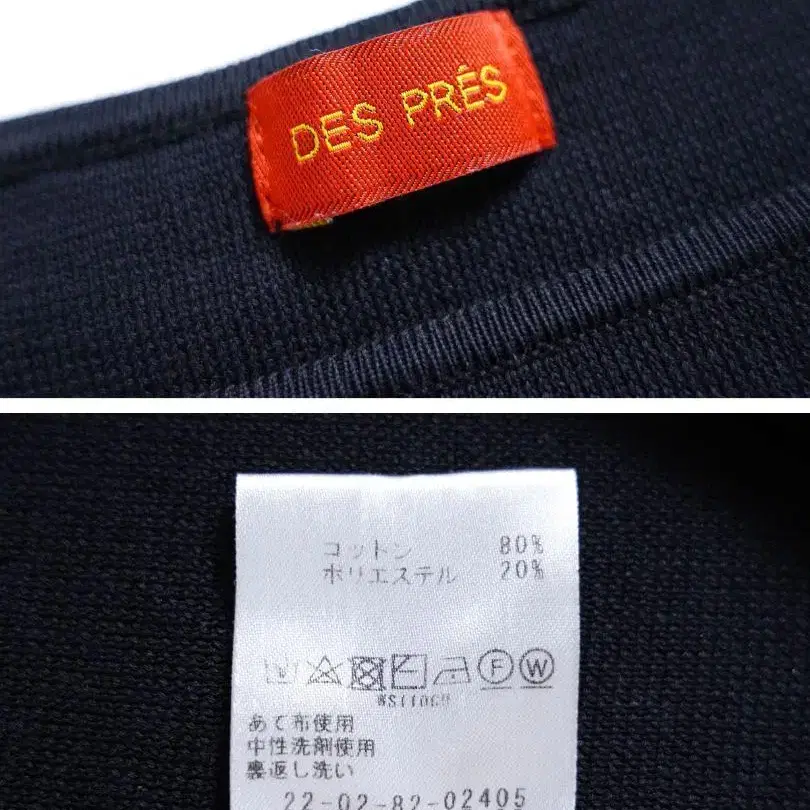 DES PRÉS
コットン 80%
ポリエステル 20%
F W
あて布使用
中性洗剤使用
裏返し洗い
22-02-82-02405